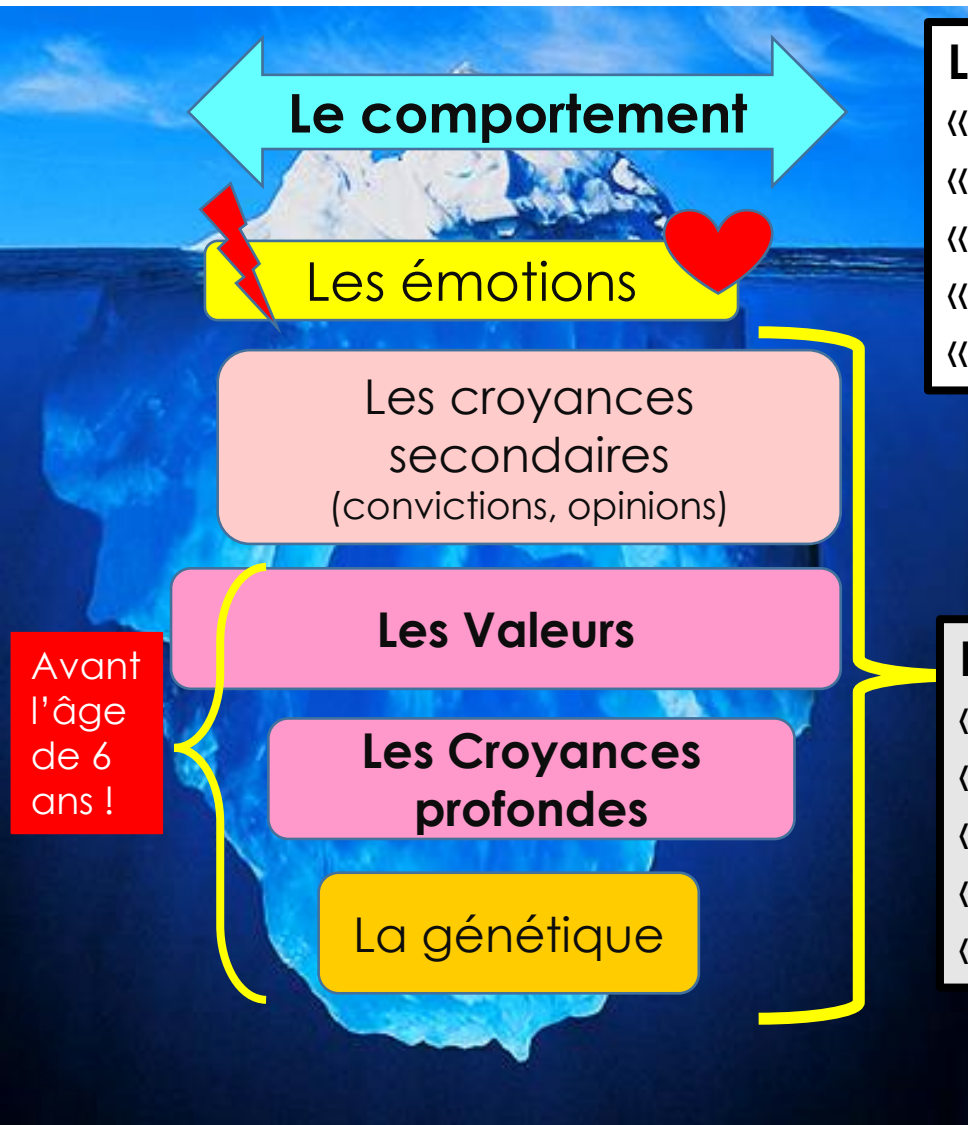 Le comportement
Les émotions
Les croyances
secondaires
(convictions, opinions)
Les Valeurs
Avant
l’âge
de 6
ans !
Les Croyances
profondes
La génétique
L
«
«
«
«
«
«
«
«
«
«